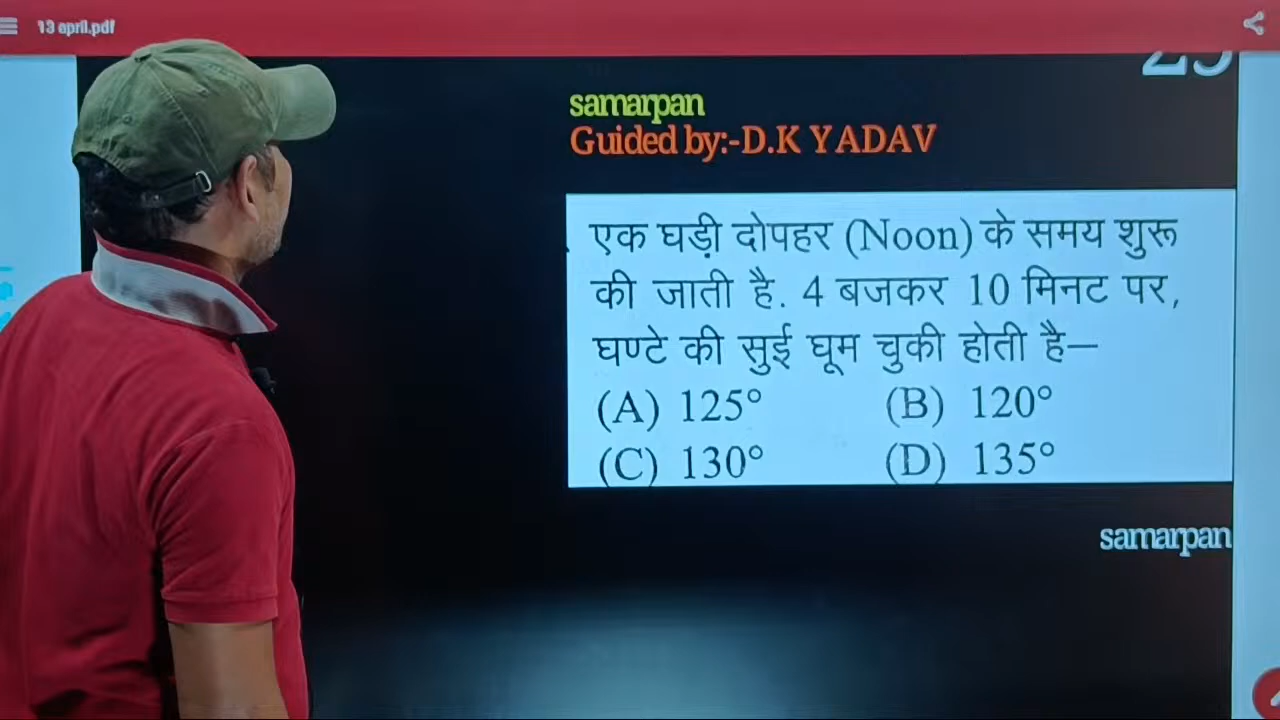 13 april.pdf
samarpan
Guided by:-D.K YADAV
एक घड़ी दोपहर (Noon) के समय शुरू
की जाती है. 4 बजकर 10 मिनट पर,
घण्टे की सुई घूम चुकी होती है—
(A) 125° (B) 120°
(C) 130° (D) 135°
samarpan